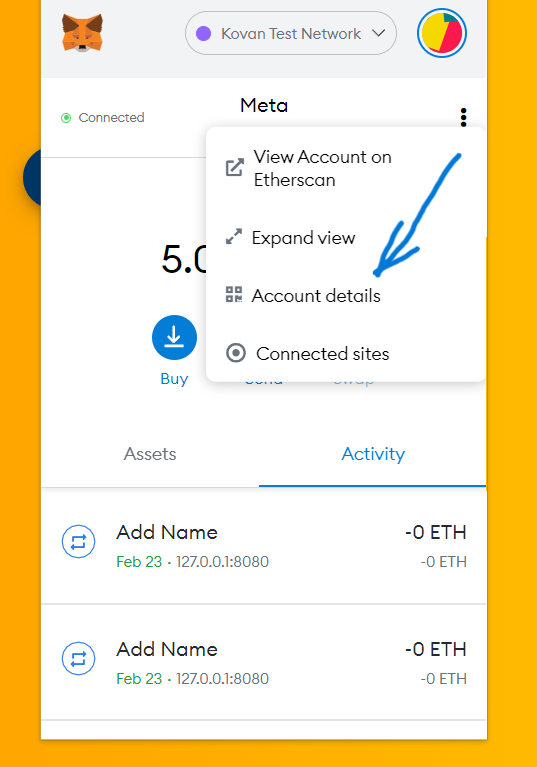 Kovan Test Network
Connected
Meta
View Account on
Etherscan
Expand view
Account details
Connected sites
5.0
Buy
Send
Swap
Assets
Activity
Add Name
-0 ETH
Feb 23 · 127.0.0.1:8080
-0 ETH
Add Name
-0 ETH
Feb 23 · 127.0.0.1:8080
-0 ETH